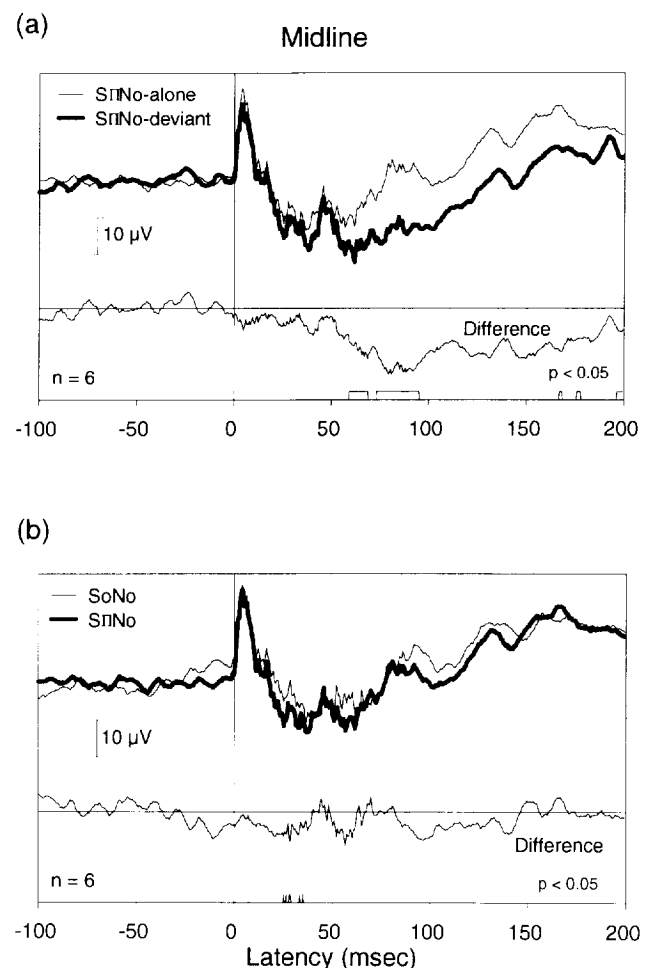 (a)
Midline
SΠNo-alone
SΠNo-deviant
10 µV
Difference
n = 6
p < 0.05
-100 -50 0 50 100 150 200
(b)
SoNo
SΠNo
10 µV
Difference
n = 6
p < 0.05
-100 -50 0 50 100 150 200
Latency (msec)